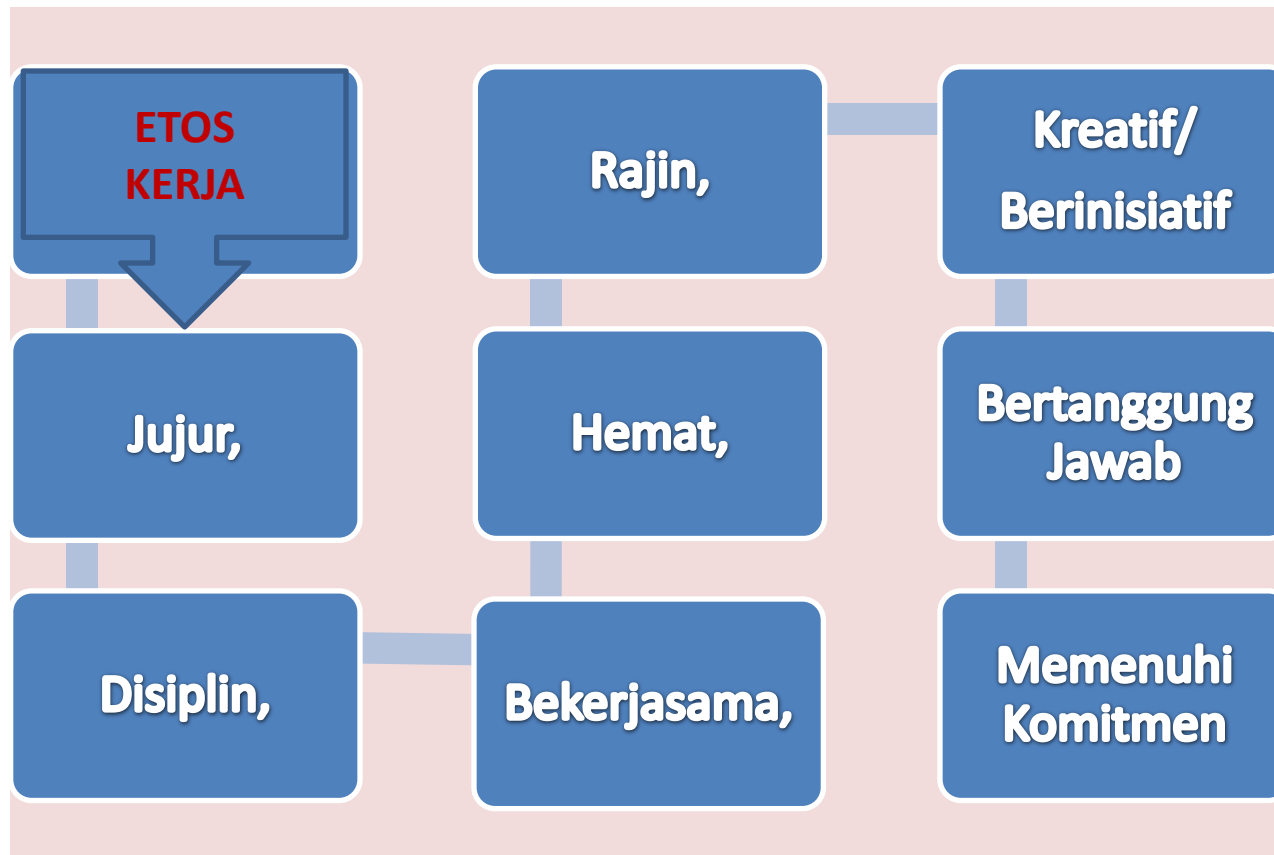 ETOS
KERJA
Jujur,
Disiplin,
Bekerjasama,
Hemat,
Rajin,
Kreatif/
Berinisiatif
Bertanggung
Jawab
Memenuhi
Komitmen